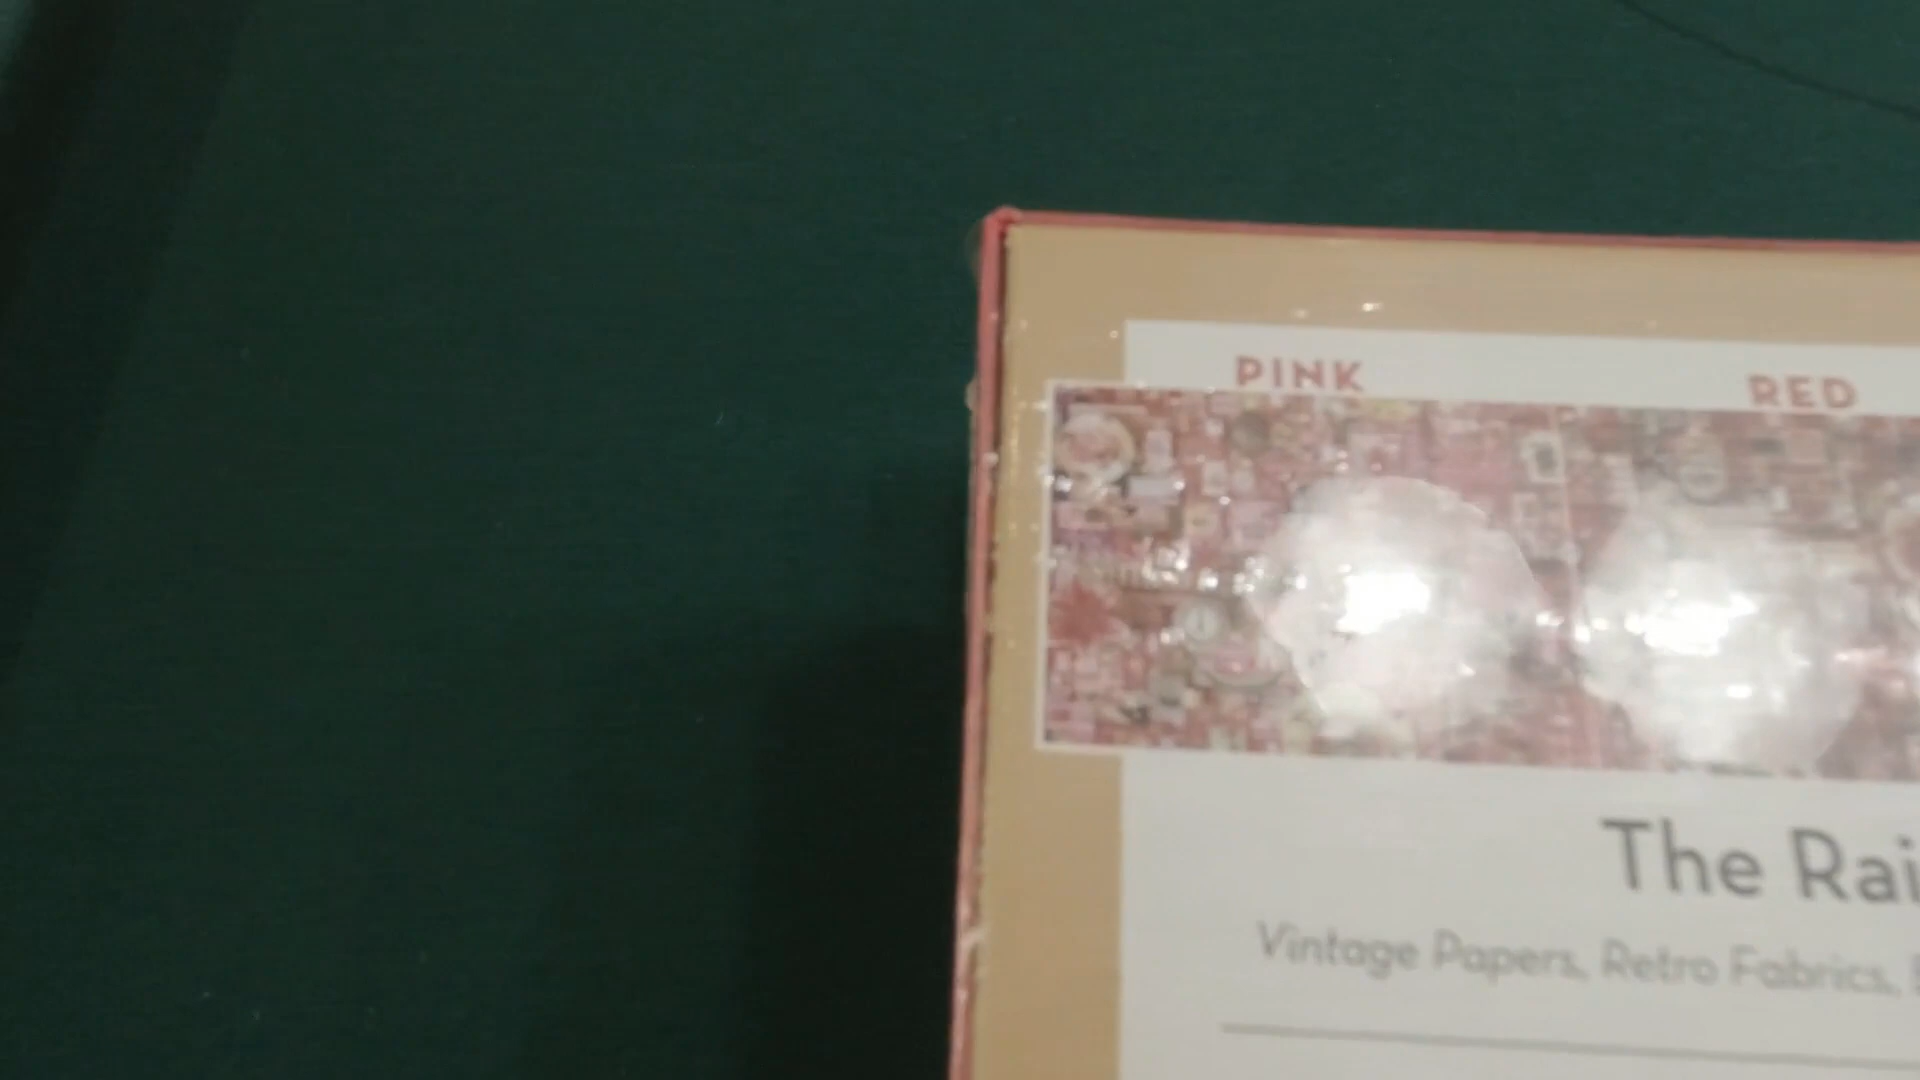 PINK RED
The Rai
Vintage Papers, Retro Fabrics,